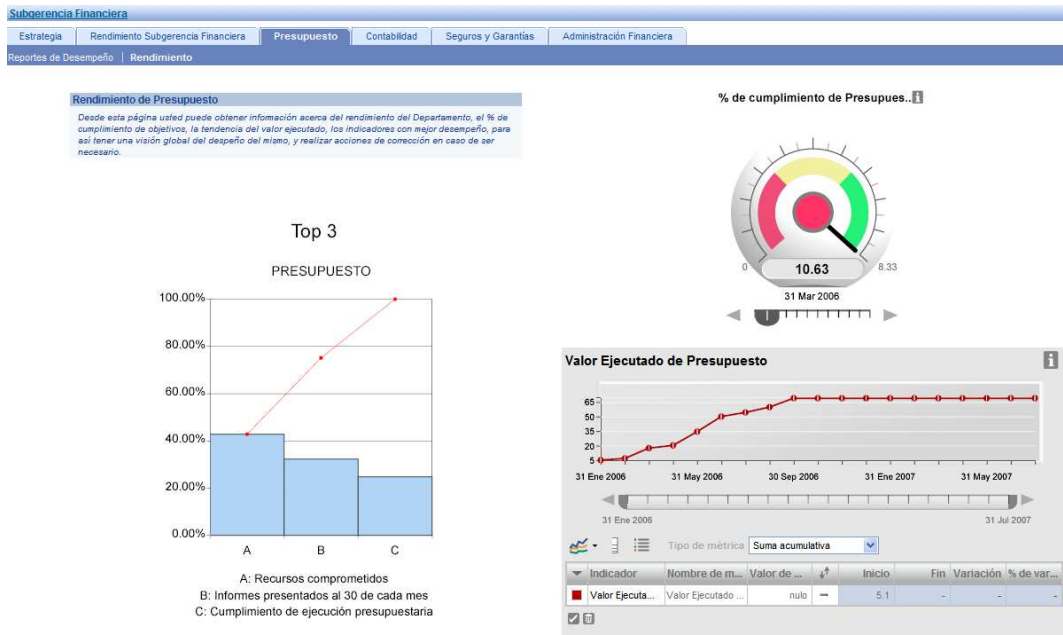 Subgerencia Financiera
Estrategia Rendimiento Subgerencia Financiera Presupuesto Contabilidad Seguros y Garantías Administración Financiera
Reportes de Desempeño | Rendimiento
Rendimiento de Presupuesto
Desde esta página usted puede obtener información acerca del rendimiento del Departamento, el % de
cumplimiento de objetivos, la tendencia del valor ejecutado, los indicadores con mejor desempeño, para
así tener una visión global del despeño del mismo, y realizar acciones de corrección en caso de ser
necesario.
% de cumplimiento de Presupues..
0 10.63 8.33
31 Mar 2006
Top 3
PRESUPUESTO
100.00%
80.00%
60.00%
40.00%
20.00%
0.00%
A B C
A: Recursos comprometidos
B: Informes presentados al 30 de cada mes
C: Cumplimiento de ejecución presupuestaria
Valor Ejecutado de Presupuesto
65
50
35
20
5
31 Ene 2006 31 May 2006 30 Sep 2006 31 Ene 2007 31 May 2007
31 Ene 2006 31 Jul 2007
Tipo de métrica Suma acumulativa
Indicador Nombre de m... Valor de ... Inicio Fin Variación % de var...
Valor Ejecuta... Valor Ejecutado ... nulo – 5.1 - - -